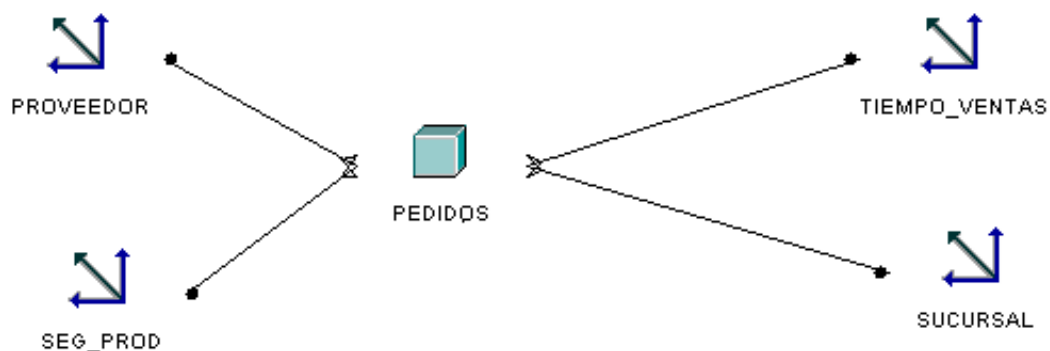 PROVEEDOR
TIEMPO_VENTAS
PEDIDOS
SEG_PROD
SUCURSAL